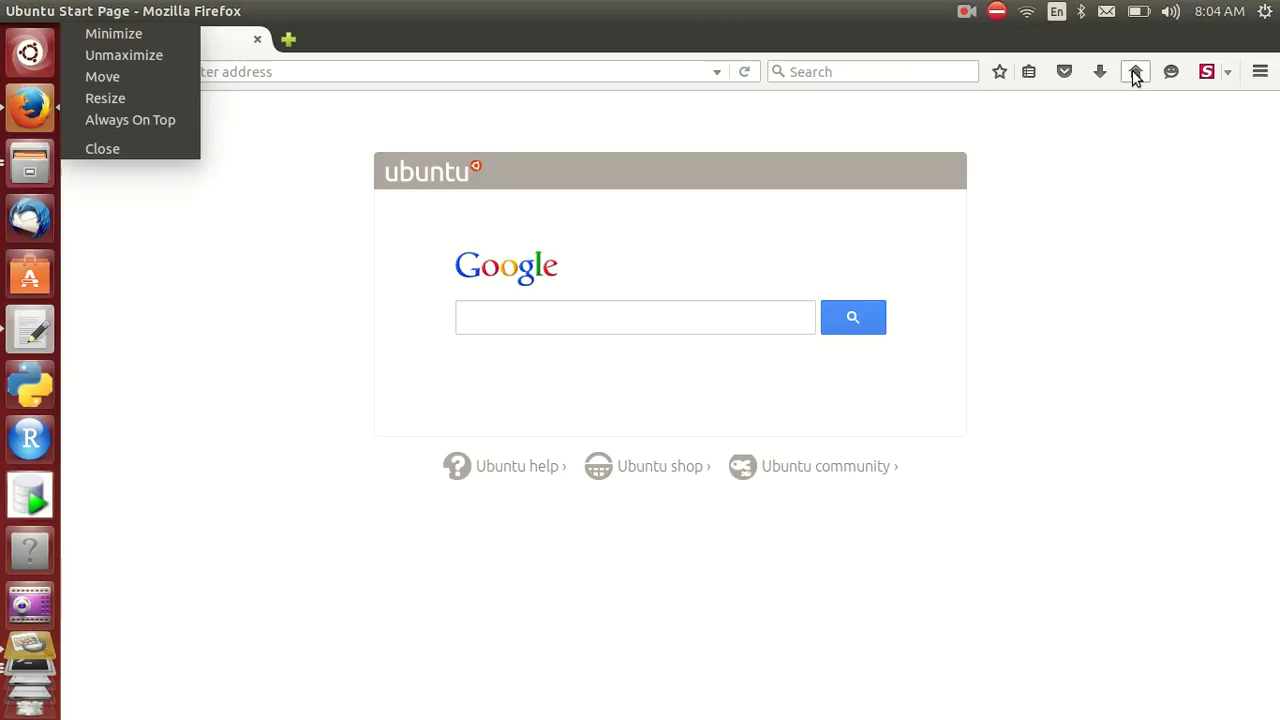 Ubuntu Start Page - Mozilla Firefox
En
8:04 AM
Minimize
Unmaximize
Move
Resize
Always On Top
Close
ter address
Search
S
ubuntu
Google
Ubuntu help ›
Ubuntu shop ›
Ubuntu community ›
A
R
?